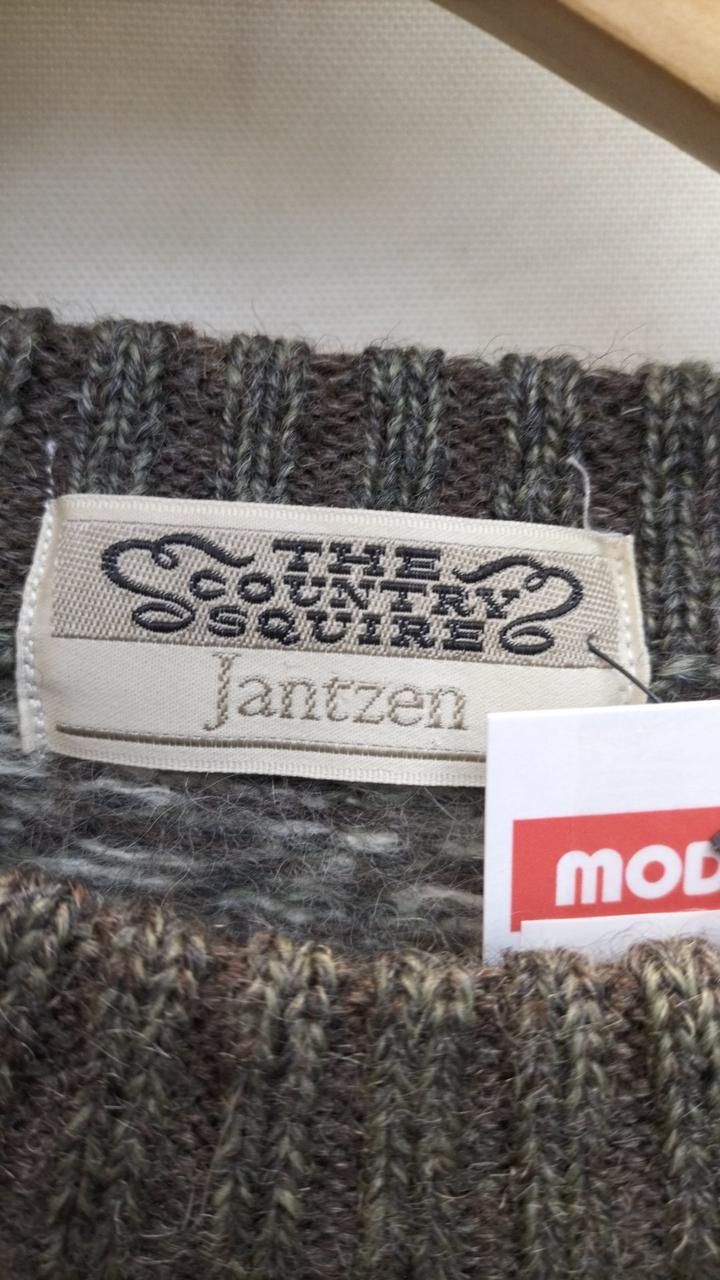 THE
COUNTRY
SQUIRE
Jantzen
MOD